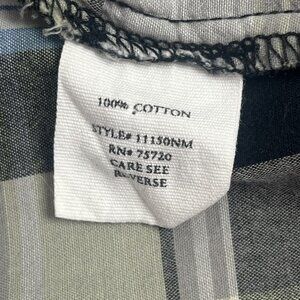 100% COTTON
STYLE# 11150NM
RN# 75720
CARE SEE
REVERSE